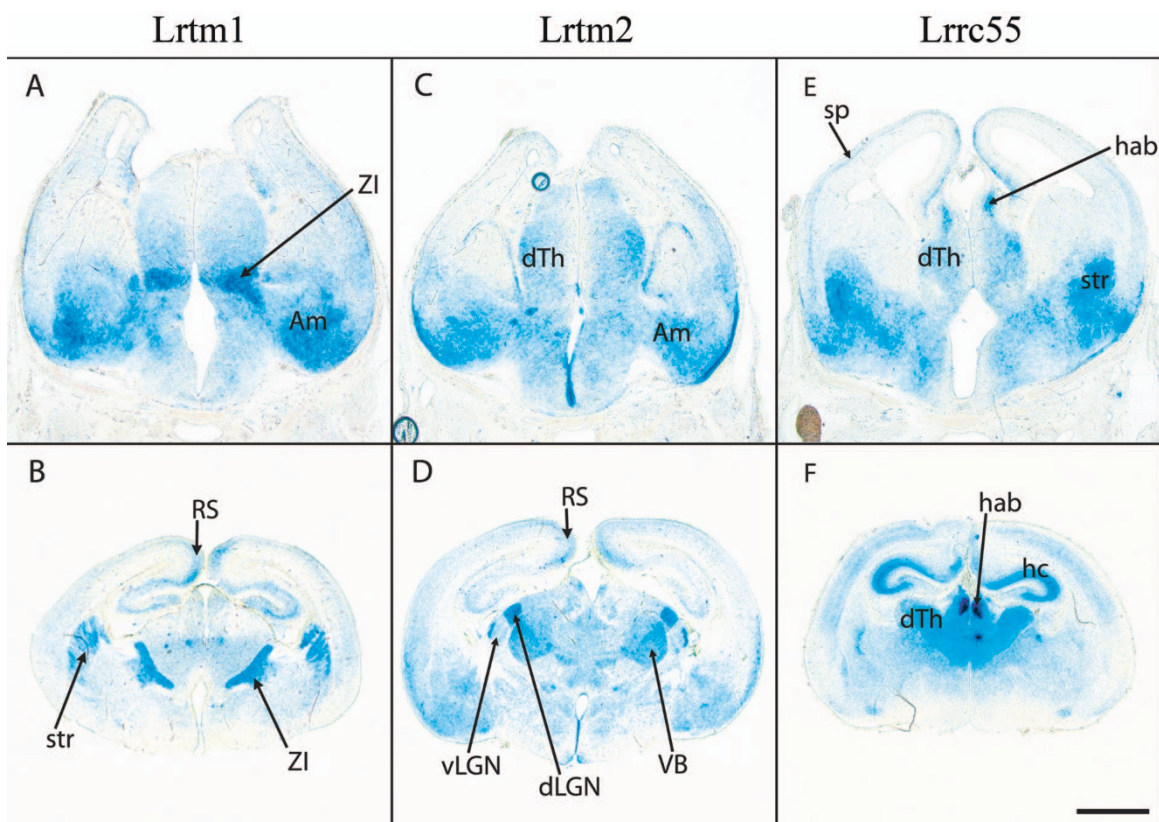 Lrtm1 Lrtm2 Lrrc55
A
ZI
Am
C
dTh
Am
E
sp
hab
dTh
str
B
RS
str
ZI
D
RS
vLGN
dLGN
VB
F
hab
hc
dTh